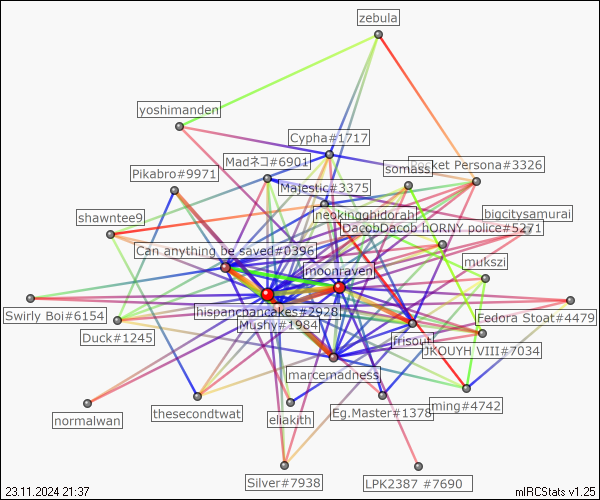 zebula
yoshimanden
Cypha#1717
Madネコ#6901
somass
Pocket Persona#3326
Pikabro#9971
Majestic#3375
shawntee9
neokingghidorah
bigcitysamurai
DacobDacob hORNY police#5271
Can anything be saved#0396
moonraven
mukszi
Swirly Boi#6154
hispancpancakes#2928
Fedora Stoat#4479
Duck#1245
Mushy#1984
frisout
JKOUYH VIII#7034
marcemadness
normalwan
thesecondtwat
eliakith
Eg.Master#1378
ming#4742
Silver#7938
LPK2387 #7690
23.11.2024 21:37
mIRCStats v1.25